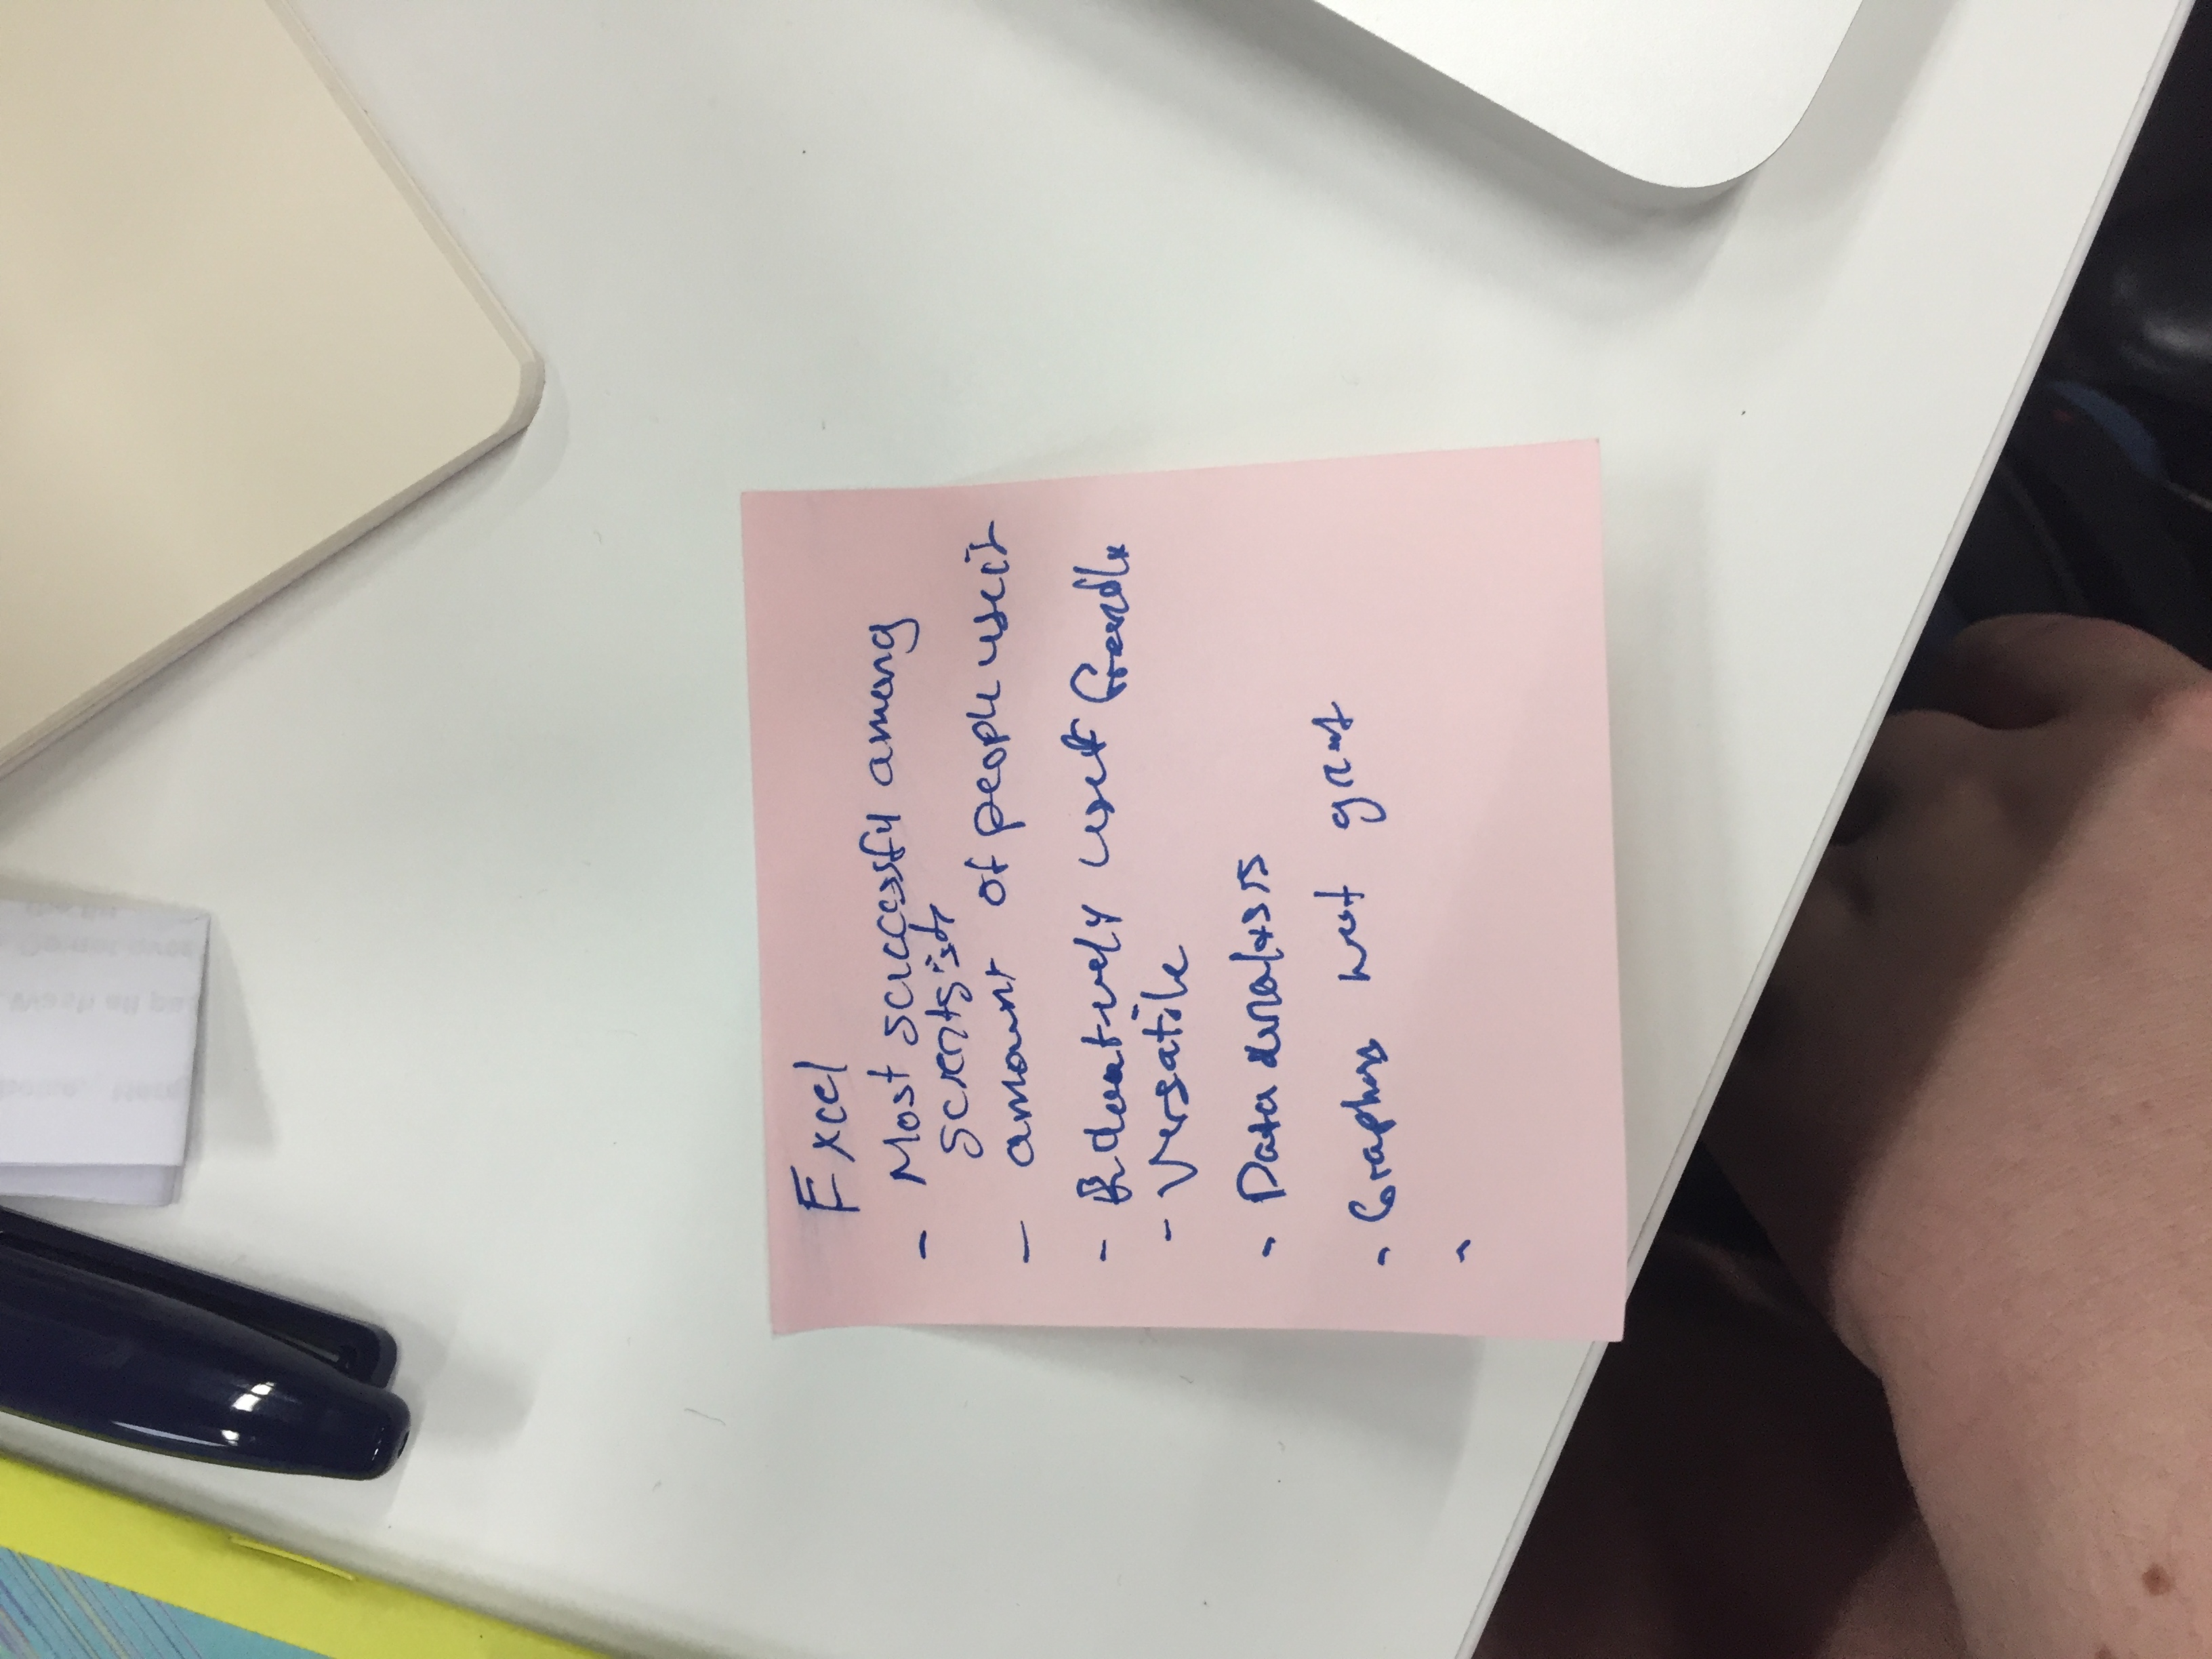 Excel
- Most successful among
scientists
- amount of people use it
- Relatively user friendly
- Versatile
- Data analysis
- Graphs not great
-